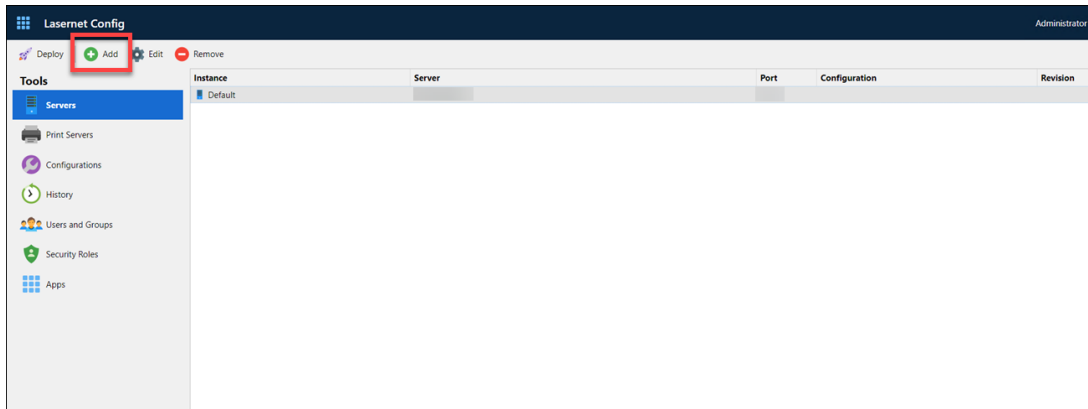 Lasernet Config
Administrator
Deploy Add Edit Remove
Tools
Servers
Print Servers
Configurations
History
Users and Groups
Security Roles
Apps
Instance Server Port Configuration Revision
Default